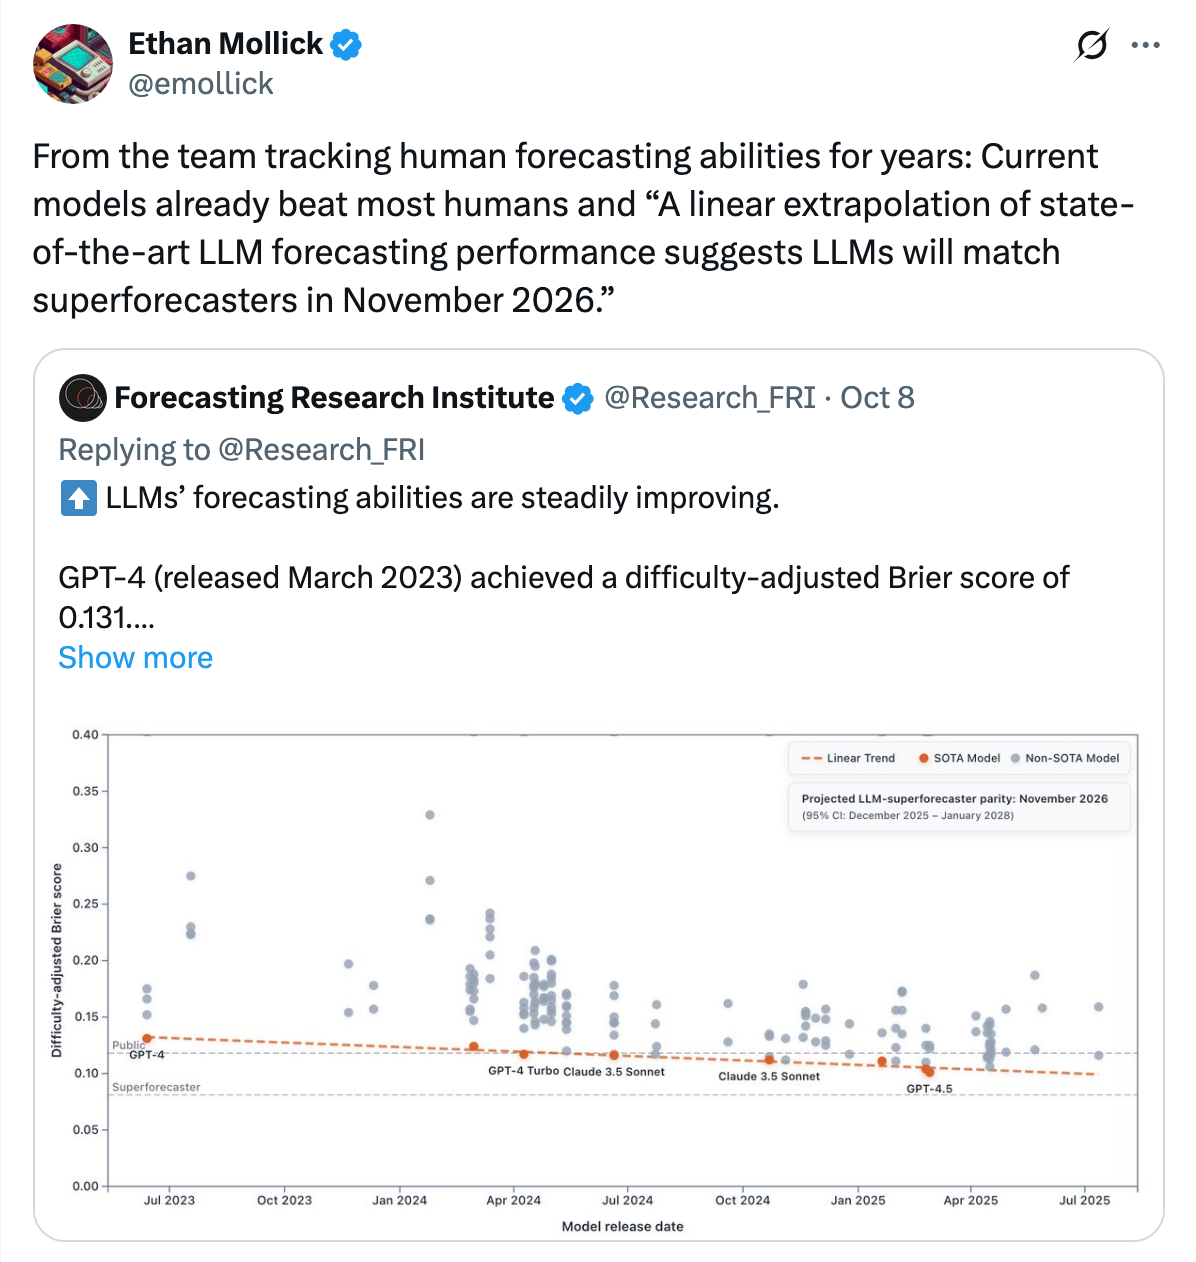 Ethan Mollick
@emollick
From the team tracking human forecasting abilities for years: Current
models already beat most humans and “A linear extrapolation of state-
of-the-art LLM forecasting performance suggests LLMs will match
superforecasters in November 2026.”
Forecasting Research Institute @Research_FRI · Oct 8
Replying to @Research_FRI
⬆️ LLMs’ forecasting abilities are steadily improving.
GPT-4 (released March 2023) achieved a difficulty-adjusted Brier score of
0.131....
Show more
Linear Trend SOTA Model Non-SOTA Model
Projected LLM-superforecaster parity: November 2026
(95% CI: December 2025 – January 2028)
Difficulty-adjusted Brier score
0.40
0.35
0.30
0.25
0.20
0.15
0.10
0.05
0.00
Public
GPT-4
GPT-4 Turbo
Claude 3.5 Sonnet
Claude 3.5 Sonnet
GPT-4.5
Superforecaster
Jul 2023
Oct 2023
Jan 2024
Apr 2024
Jul 2024
Oct 2024
Jan 2025
Apr 2025
Jul 2025
Model release date